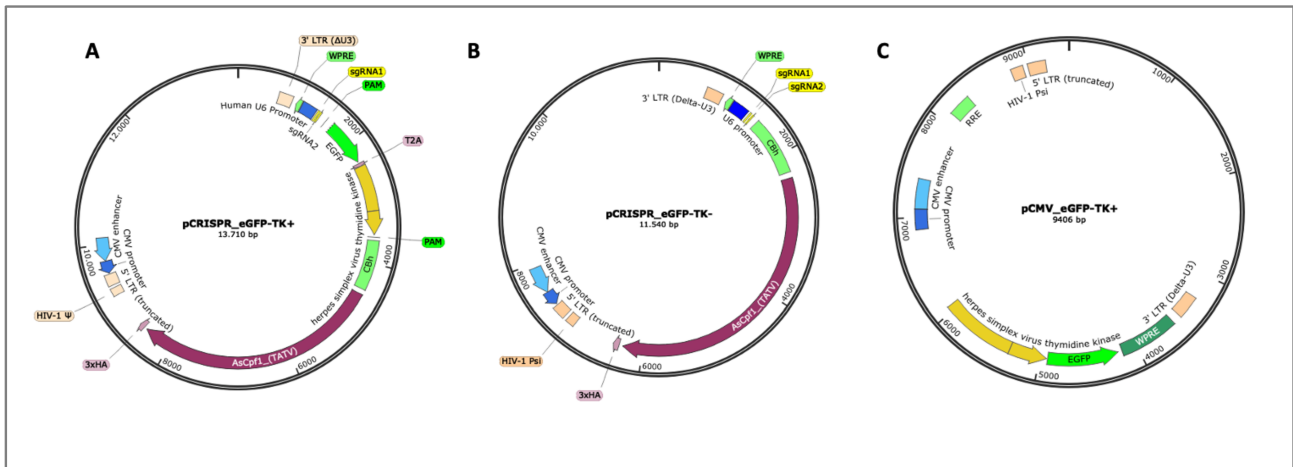 A
3' LTR (ΔU3)
WPRE
sgRNA1
PAM
Human U6 Promoter
sgRNA2
EGFP
T2A
herpes simplex virus thymidine kinase
PAM
CBh
AsCpf1_(TATV)
3xHA
HIV-1 Ψ
5' LTR (truncated)
CMV promoter
CMV enhancer
2000
4000
6000
8000
10.000
12.000
pCRISPR_eGFP-TK+
13.710 bp
B
WPRE
sgRNA1
sgRNA2
3' LTR (Delta-U3)
U6 promoter
CBh
AsCpf1_(TATV)
3xHA
HIV-1 Psi
5' LTR (truncated)
CMV promoter
CMV enhancer
2000
4000
6000
8000
10.000
pCRISPR_eGFP-TK-
11.540 bp
C
5' LTR (truncated)
HIV-1 Psi
RRE
CMV enhancer
CMV promoter
herpes simplex virus thymidine kinase
EGFP
WPRE
3' LTR (Delta-U3)
1000
2000
3000
4000
5000
6000
7000
8000
9000
pCMV_eGFP-TK+
9406 bp